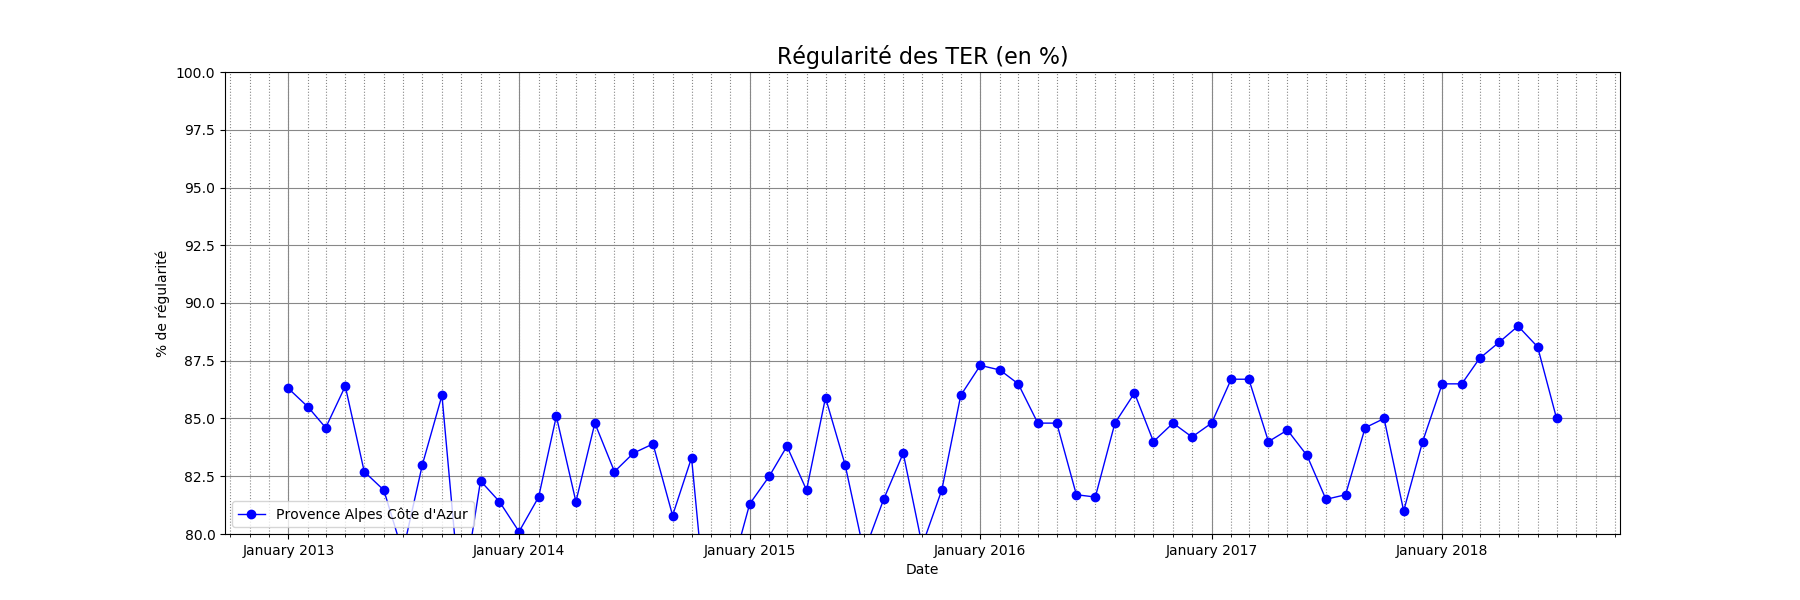 Régularité des TER (en %)
100.0
97.5
95.0
92.5
90.0
87.5
85.0
82.5
80.0
% de régularité
Provence Alpes Côte d'Azur
January 2013
January 2014
January 2015
January 2016
January 2017
January 2018
Date